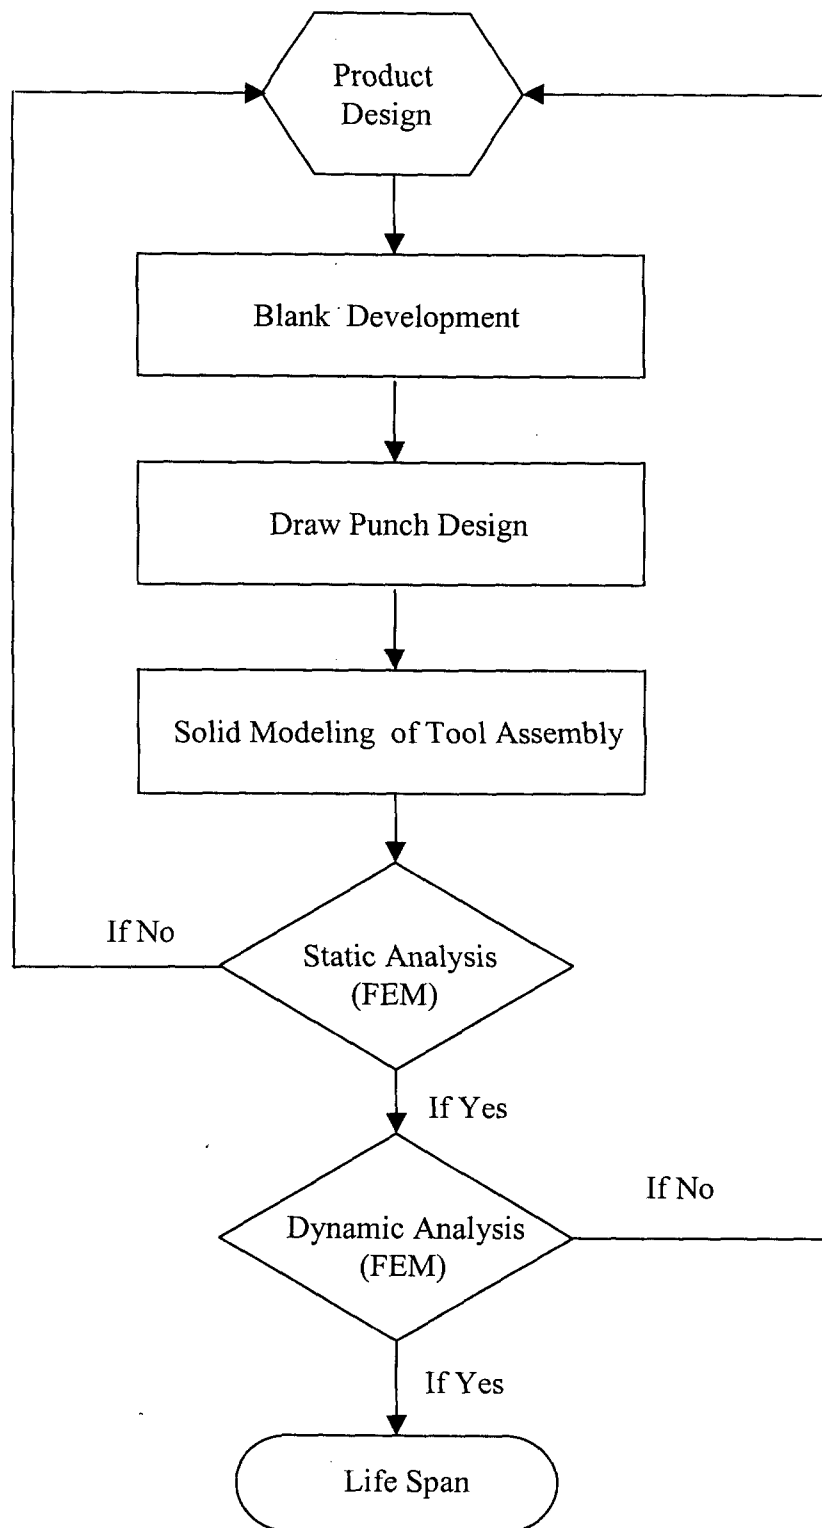 Product
Design
Blank Development
Draw Punch Design
Solid Modeling of Tool Assembly
If No
Static Analysis
(FEM)
If Yes
If No
Dynamic Analysis
(FEM)
If Yes
Life Span